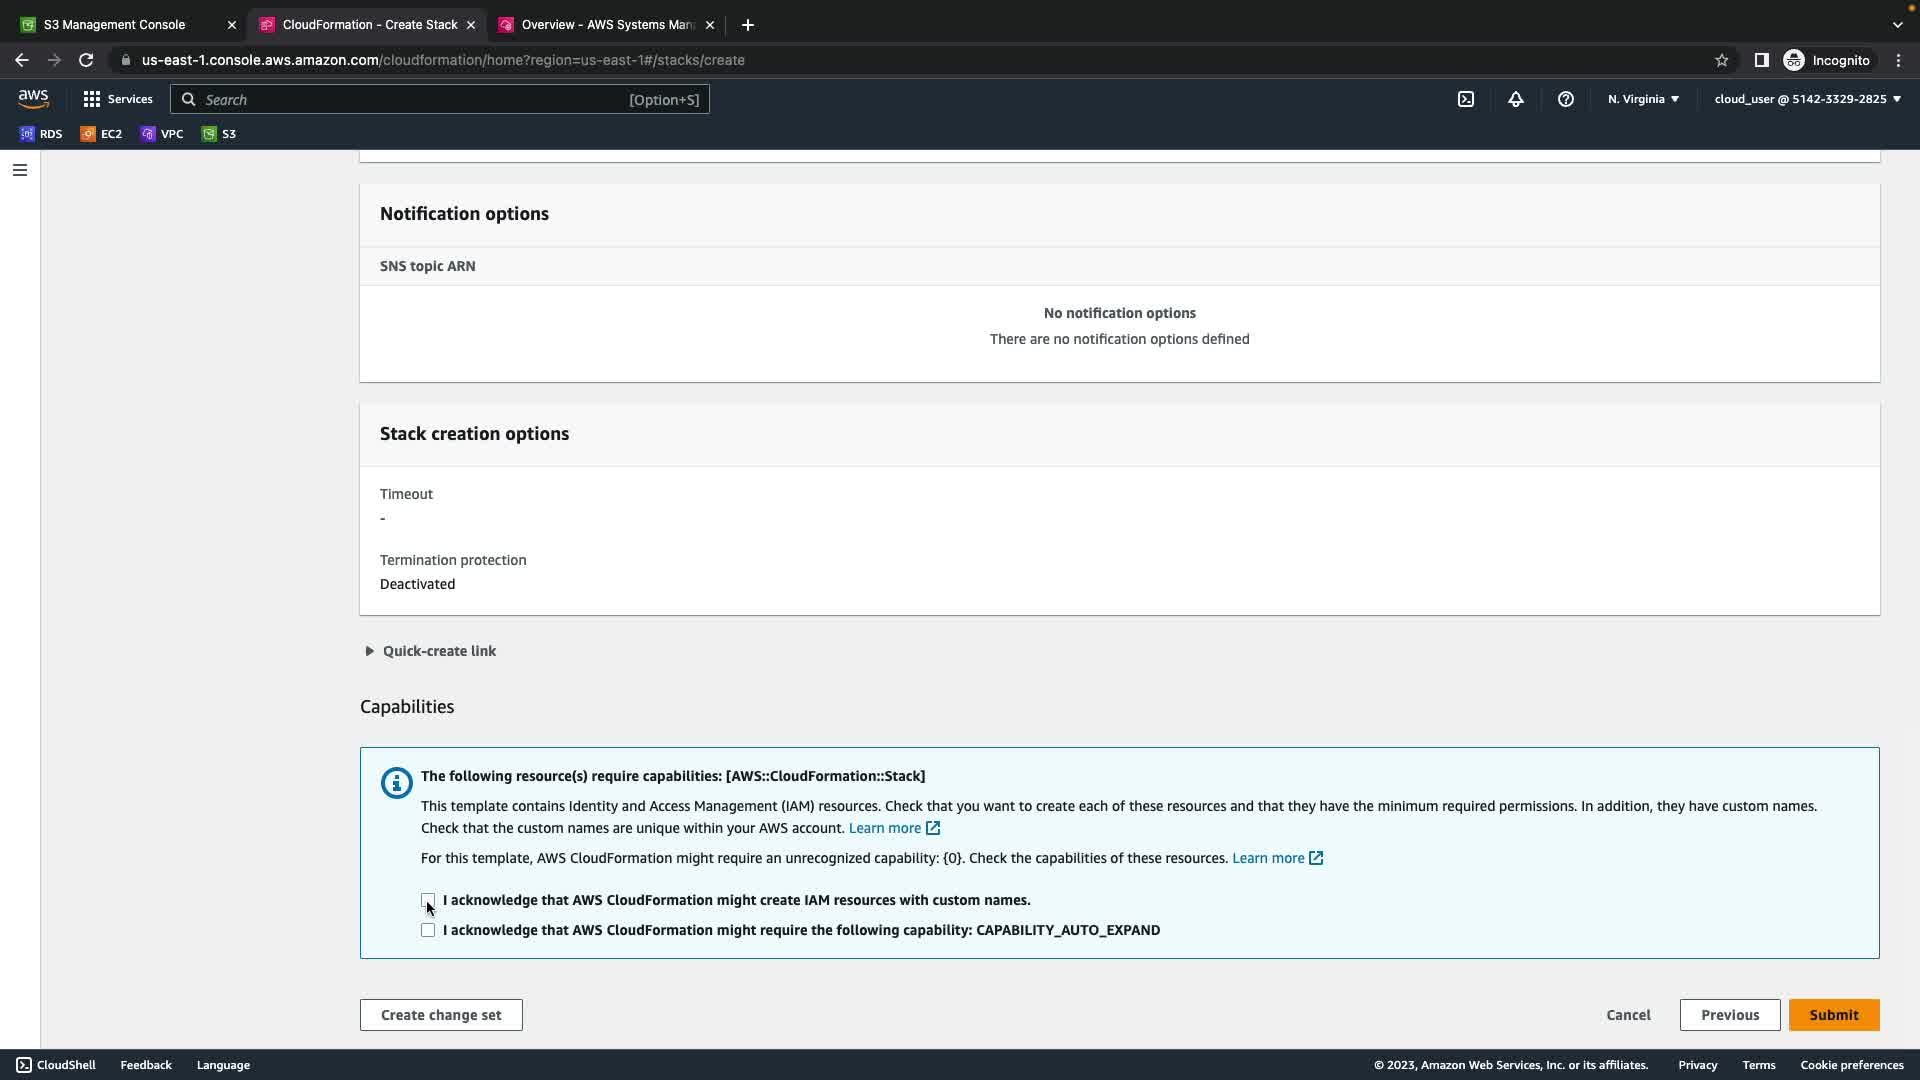 S3 Management Console
CloudFormation - Create Stack
Overview - AWS Systems Man
us-east-1.console.aws.amazon.com/cloudformation/home?region=us-east-1#/stacks/create
Incognito
aws
Services
Search
[Option+S]
N. Virginia
cloud_user @ 5142-3329-2825
RDS
EC2
VPC
S3
Notification options
SNS topic ARN
No notification options
There are no notification options defined
Stack creation options
Timeout
-
Termination protection
Deactivated
Quick-create link
Capabilities
The following resource(s) require capabilities: [AWS::CloudFormation::Stack]
This template contains Identity and Access Management (IAM) resources. Check that you want to create each of these resources and that they have the minimum required permissions. In addition, they have custom names.
Check that the custom names are unique within your AWS account. Learn more
For this template, AWS CloudFormation might require an unrecognized capability: {0}. Check the capabilities of these resources. Learn more
I acknowledge that AWS CloudFormation might create IAM resources with custom names.
I acknowledge that AWS CloudFormation might require the following capability: CAPABILITY_AUTO_EXPAND
Create change set
Cancel
Previous
Submit
CloudShell
Feedback
Language
© 2023, Amazon Web Services, Inc. or its affiliates.
Privacy
Terms
Cookie preferences